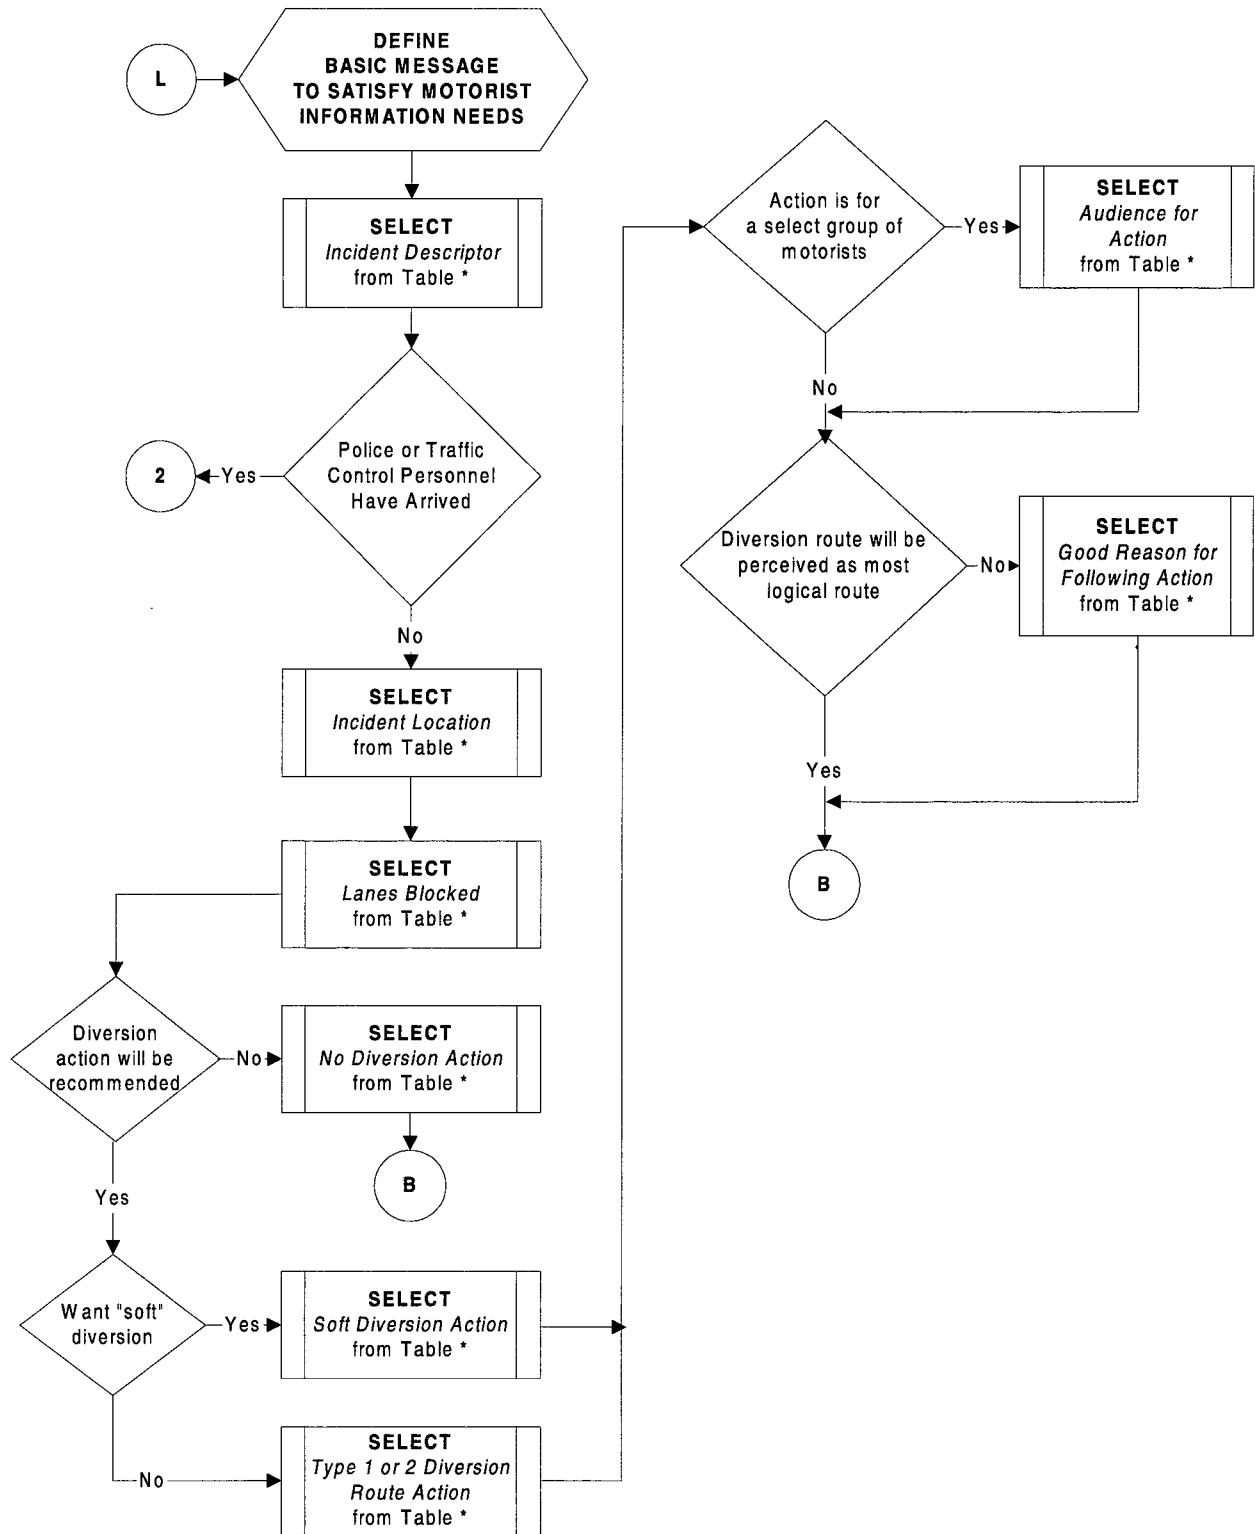 L
DEFINE
BASIC MESSAGE
TO SATISFY MOTORIST
INFORMATION NEEDS
SELECT
Incident Descriptor
from Table *
Police or Traffic
Control Personnel
Have Arrived
Yes
2
No
SELECT
Incident Location
from Table *
SELECT
Lanes Blocked
from Table *
Diversion
action will be
recommended
No
SELECT
No Diversion Action
from Table *
B
Yes
Want "soft"
diversion
Yes
SELECT
Soft Diversion Action
from Table *
No
SELECT
Type 1 or 2 Diversion
Route Action
from Table *
Action is for
a select group of
motorists
Yes
SELECT
Audience for
Action
from Table *
No
Diversion route will be
perceived as most
logical route
No
SELECT
Good Reason for
Following Action
from Table *
Yes
B